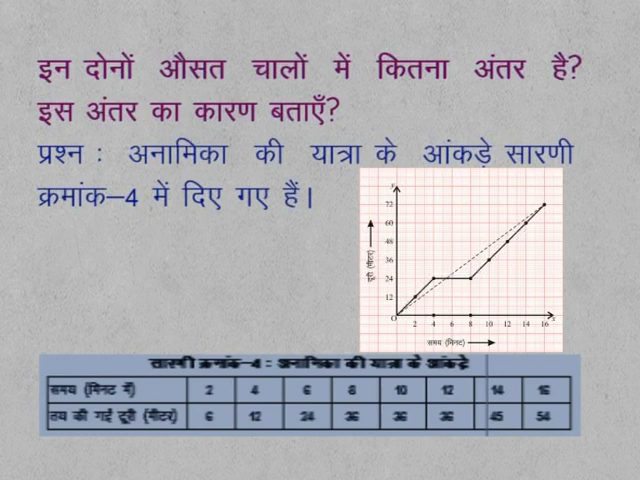 इन दोनों औसत चालों में कितना अंतर है?
इस अंतर का कारण बताएँ?
प्रश्न : अनामिका की यात्रा के आंकड़े सारणी
क्रमांक–4 में दिए गए हैं।
y
72
60
48
36
24
12
O
2 4 6 8 10 12 14 16 x
दूरी (मीटर)
समय (मिनट)
सारणी क्रमांक–4 : अनामिका की यात्रा के आंकड़े
समय (मिनट में) 2 4 6 8 10 12 14 16
तय की गई दूरी (मीटर) 6 12 24 36 36 36 45 54